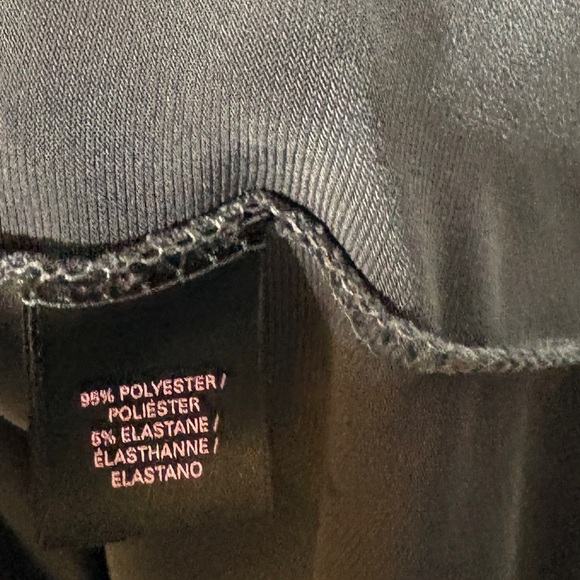 95% POLYESTER/
POLIÉSTER
5% ELASTANE/
ÉLASTHANNE/
ELASTANO